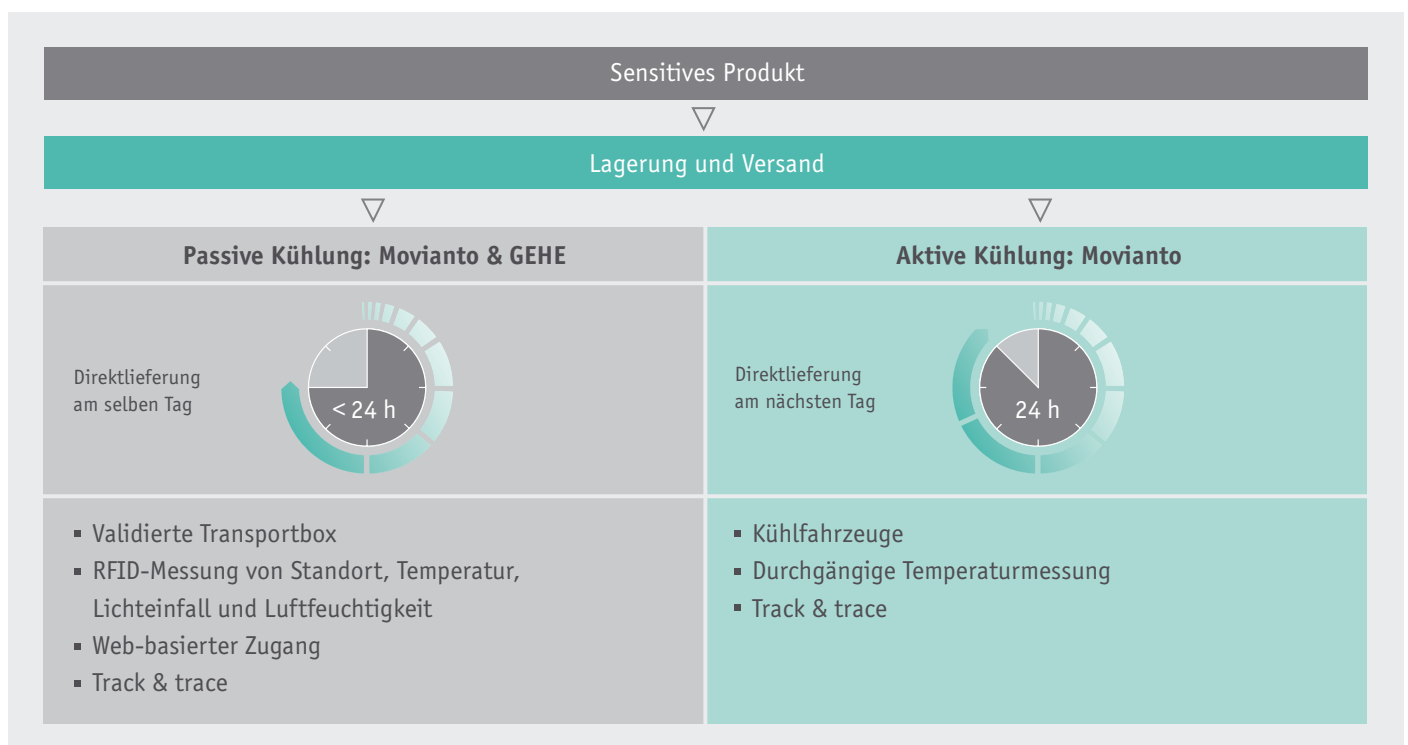 Sensitives Produkt
Lagerung und Versand
Passive Kühlung: Movianto & GEHE
Direktlieferung
am selben Tag
< 24 h
▪ Validierte Transportbox
▪ RFID-Messung von Standort, Temperatur,
Lichteinfall und Luftfeuchtigkeit
▪ Web-basierter Zugang
▪ Track & trace
Aktive Kühlung: Movianto
Direktlieferung
am nächsten Tag
24 h
▪ Kühlfahrzeuge
▪ Durchgängige Temperaturmessung
▪ Track & trace